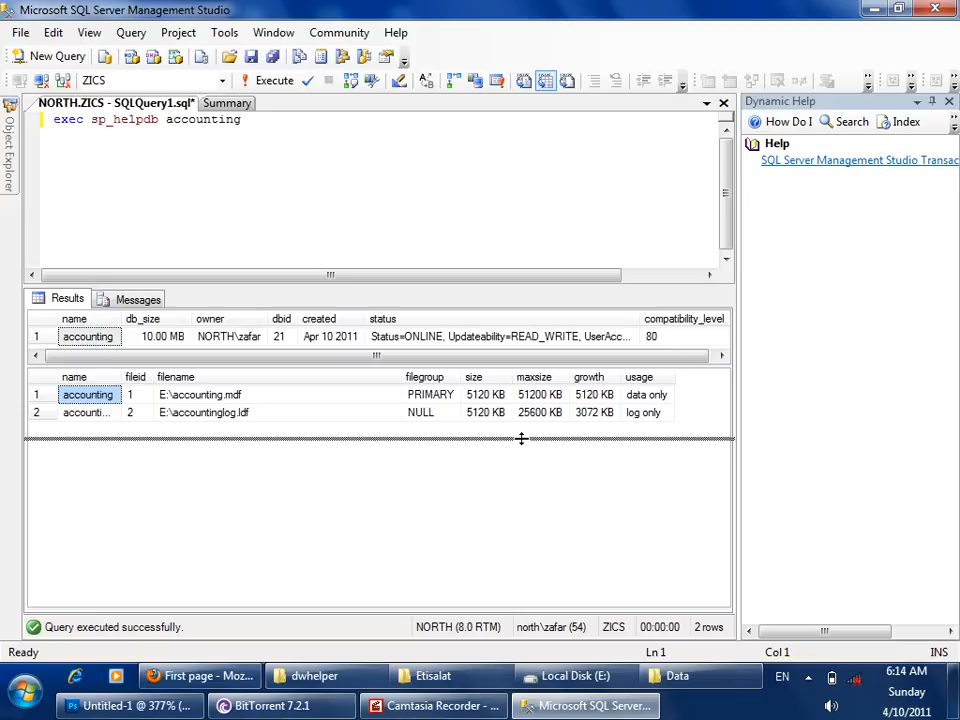 Microsoft SQL Server Management Studio
File Edit View Query Project Tools Window Community Help
New Query
ZICS Execute
NORTH.ZICS - SQLQuery1.sql* Summary
Dynamic Help
exec sp_helpdb accounting
How Do I Search Index
Help
SQL Server Management Studio Transac
Object Explorer
Results Messages
name db_size owner dbid created status compatibility_level
1 accounting 10.00 MB NORTH\zafar 21 Apr 10 2011 Status=ONLINE, Updateability=READ_WRITE, UserAcc... 80
name fileid filename filegroup size maxsize growth usage
1 accounting 1 E:\accounting.mdf PRIMARY 5120 KB 51200 KB 5120 KB data only
2 accounti... 2 E:\accountinglog.ldf NULL 5120 KB 25600 KB 3072 KB log only
Query executed successfully. NORTH (8.0 RTM) north\zafar (54) ZICS 00:00:00 2 rows
Ready Ln 1 Col 1 INS
First page - Moz... dwhelper Etisalat Local Disk (E:) Data EN 6:14 AM
Sunday
Untitled-1 @ 377% (... BitTorrent 7.2.1 Camtasia Recorder - ... Microsoft SQL Server... 4/10/2011